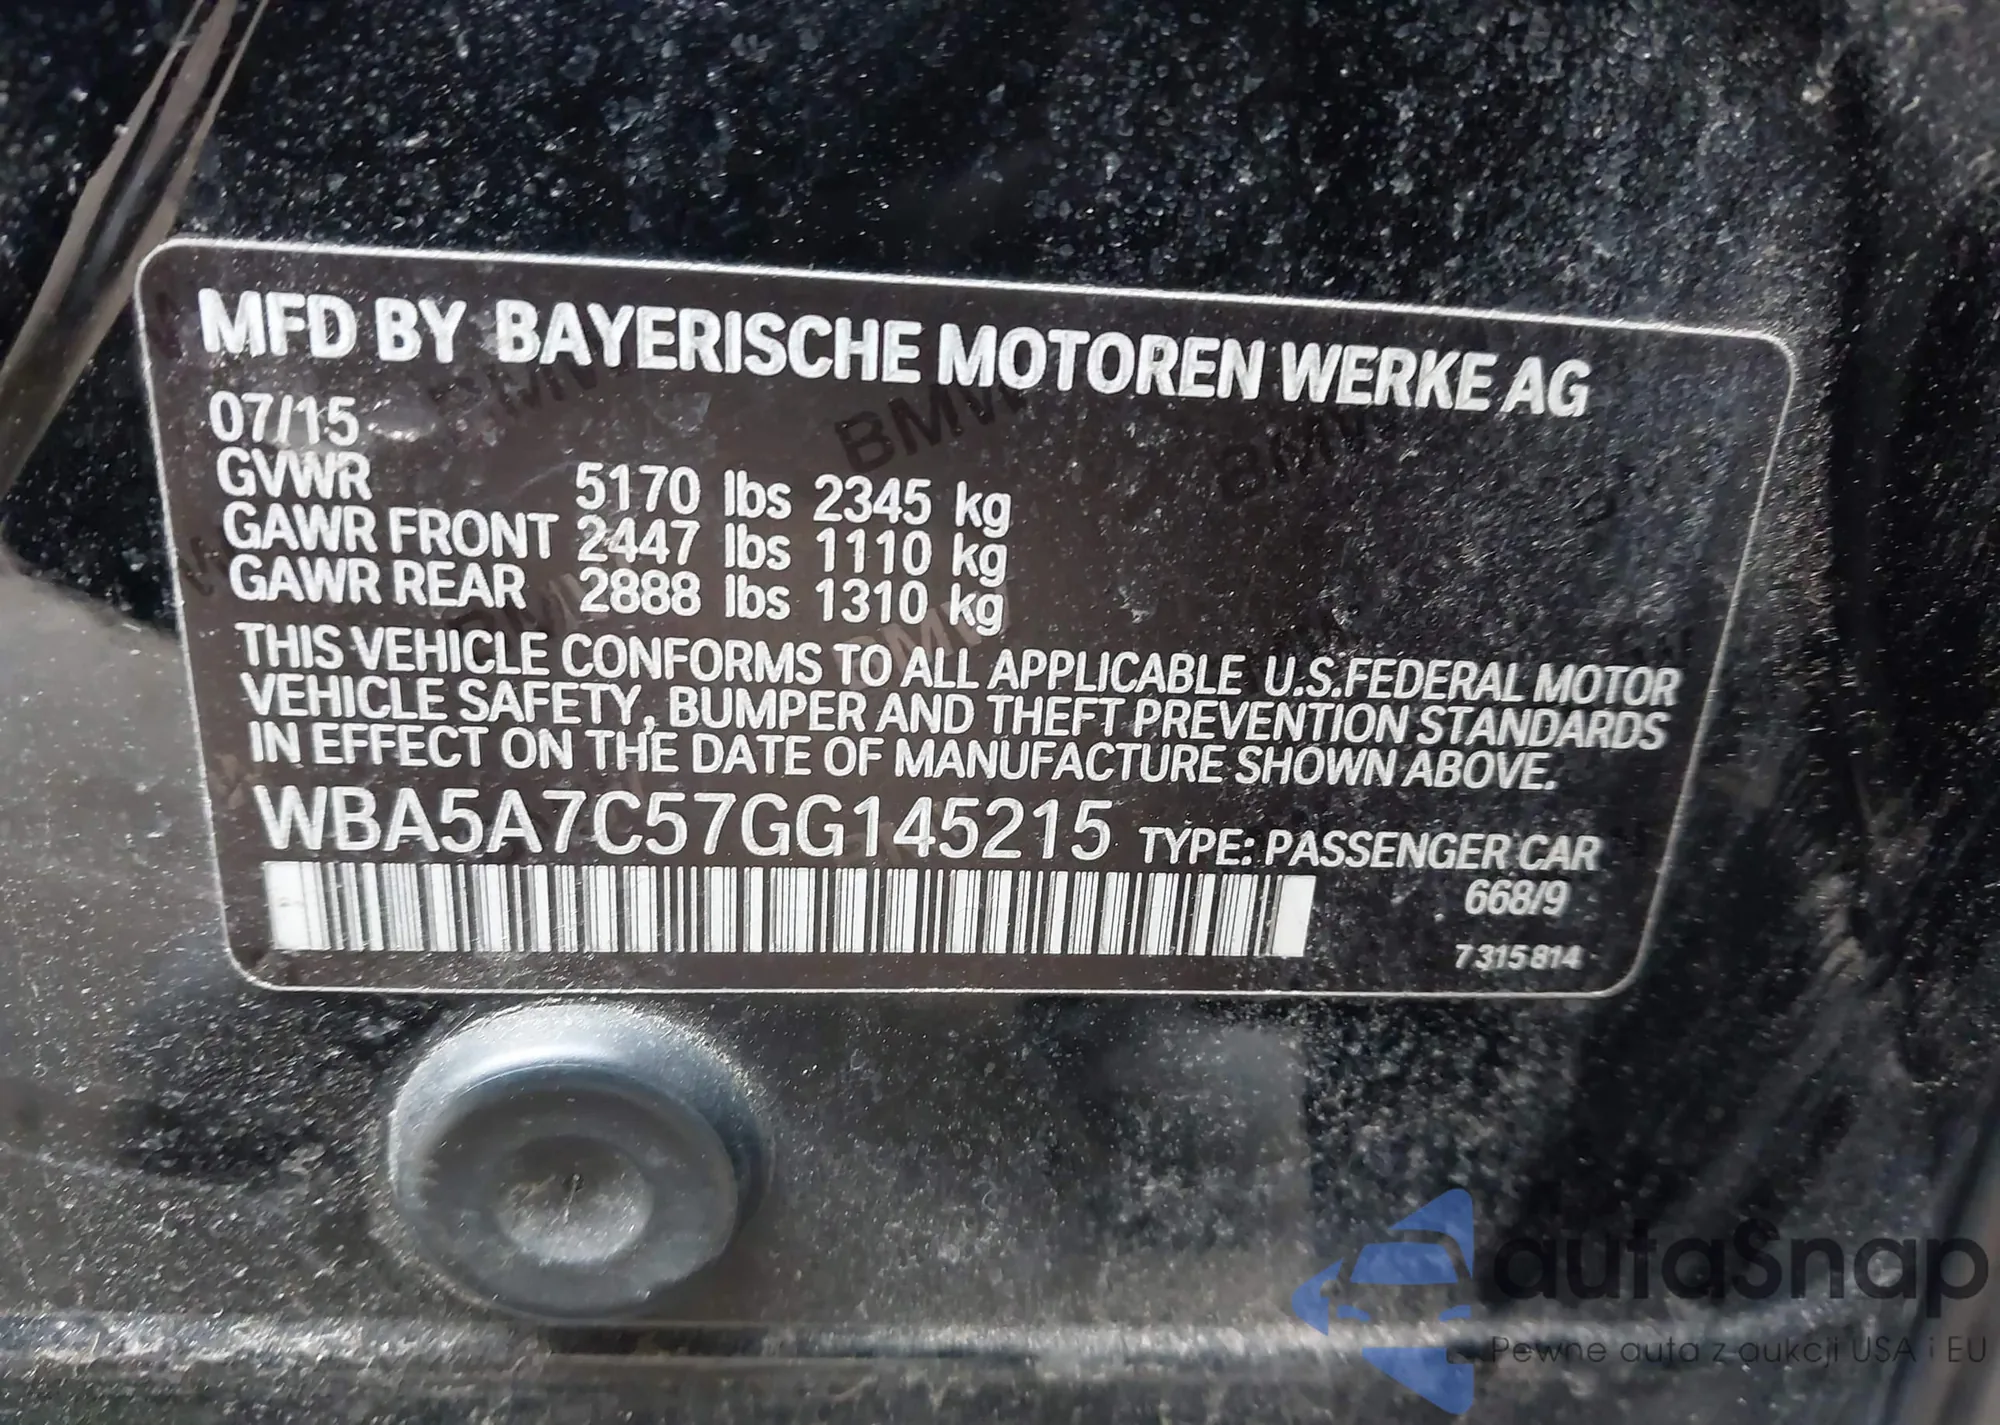 MFD BY BAYERISCHE MOTOREN WERKE AG
07/15
GVWR 5170 lbs 2345 kg
GAWR FRONT 2447 lbs 1110 kg
GAWR REAR 2888 lbs 1310 kg
THIS VEHICLE CONFORMS TO ALL APPLICABLE U.S.FEDERAL MOTOR
VEHICLE SAFETY, BUMPER AND THEFT PREVENTION STANDARDS
IN EFFECT ON THE DATE OF MANUFACTURE SHOWN ABOVE.
WBA5A7C57GG145215 TYPE: PASSENGER CAR
668/9
7 315 814
autaSnap
Pewne auta z aukcji USA i EU